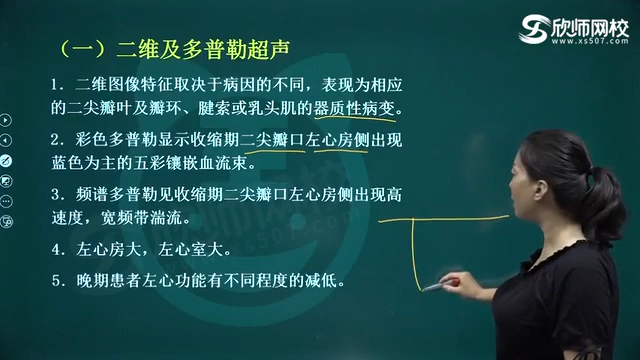 欣师网校
www.xs507.com
（一）二维及多普勒超声
1．二维图像特征取决于病因的不同，表现为相应
的二尖瓣叶及瓣环、腱索或乳头肌的器质性病变。
2．彩色多普勒显示收缩期二尖瓣口左心房侧出现
蓝色为主的五彩镶嵌血流束。
3．频谱多普勒见收缩期二尖瓣口左心房侧出现高
速度，宽频带湍流。
4．左心房大，左心室大。
5．晚期患者左心功能有不同程度的减低。